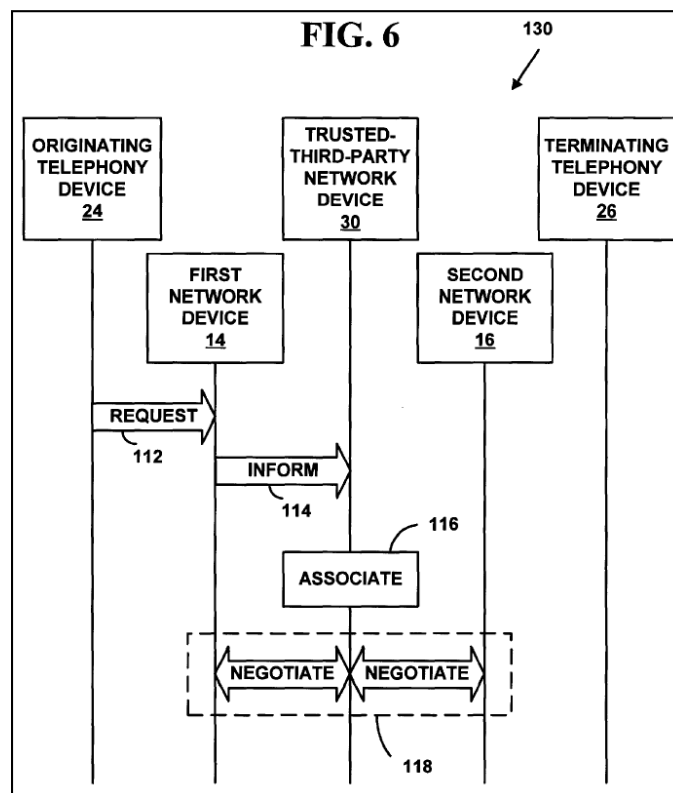 FIG. 6
130
ORIGINATING
TELEPHONY
DEVICE
24
TRUSTED-
THIRD-PARTY
NETWORK
DEVICE
30
TERMINATING
TELEPHONY
DEVICE
26
FIRST
NETWORK
DEVICE
14
SECOND
NETWORK
DEVICE
16
REQUEST
112
INFORM
114
116
ASSOCIATE
NEGOTIATE
NEGOTIATE
118